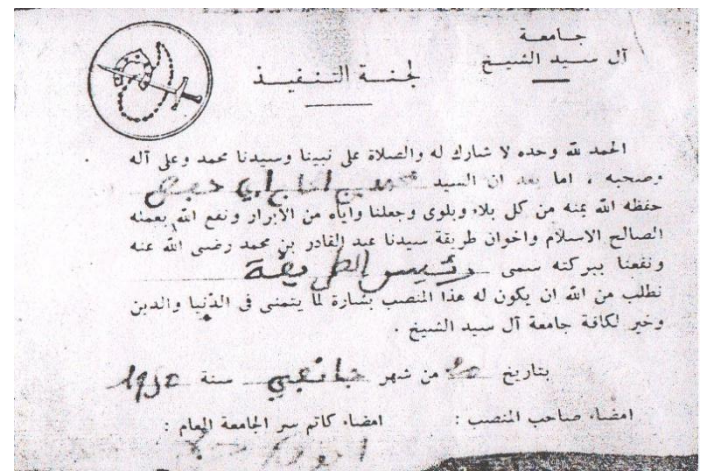 جامعة
آل سيد الشيخ
لجنة التنفيذ
الحمد لله وحده لا شارك له والصلاة على نبينا وسيدنا محمد وعلى آله
وصحبه ، اما بعد ان السيد محمد بن
حفظه الله بمنه من كل بلاء وبلوى وجعلنا واياه من الأبرار ونفع الله بعمله
الصالح الاسلام واخوان طريقة سيدنا عبد القادر بن محمد رضى الله عنه
ونفعنا ببركته سمى رئيس الطريقة
نطلب من الله ان يكون له هذا المنصب بشارة لما يتمنى فى الدنيا والدين
وخير لكافة جامعة آل سيد الشيخ .
بتاريخ من شهر جانفي سنة 1950
امضاء صاحب المنصب : امضاء كاتم سر الجامعة العام :